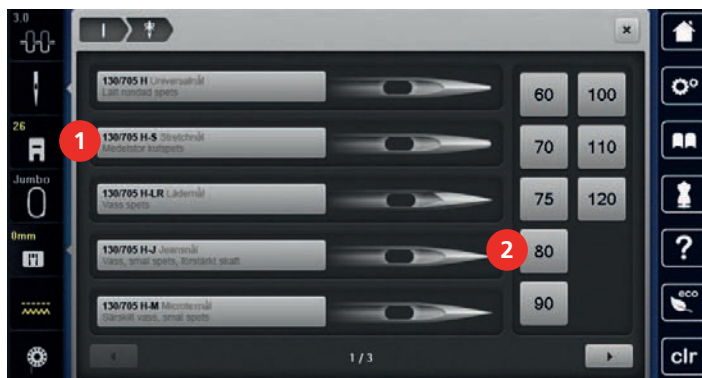 3.0
26
Jumbo
0mm
130/705 H Universalnål
Lätt rundad spets
1
130/705 H-S Stretchnål
Medelstor kulspets
130/705 H-LR Lädernål
Vass spets
130/705 H-J Jeansnål
Vass, smal spets, förstärkt skaft
130/705 H-M Microtexnål
Särskilt vass, smal spets
60 100
70 110
75 120
2
80
90
1 / 3
?
eco
clr